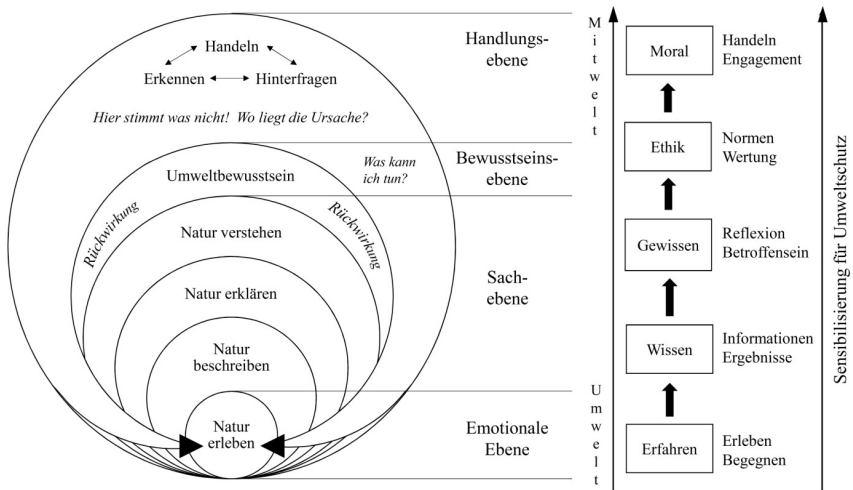 Handeln
Erkennen
Hinterfragen
Hier stimmt was nicht! Wo liegt die Ursache?
Was kann
ich tun?
Umweltbewusstsein
Rückwirkung
Rückwirkung
Natur verstehen
Natur erklären
Natur
beschreiben
Natur
erleben
Handlungs-
ebene
Bewusstseins-
ebene
Sach-
ebene
Emotionale
Ebene
Mitwelt
Umwelt
Moral
Handeln
Engagement
Ethik
Normen
Wertung
Gewissen
Reflexion
Betroffensein
Wissen
Informationen
Ergebnisse
Erfahren
Erleben
Begegnen
Sensibilisierung für Umweltschutz